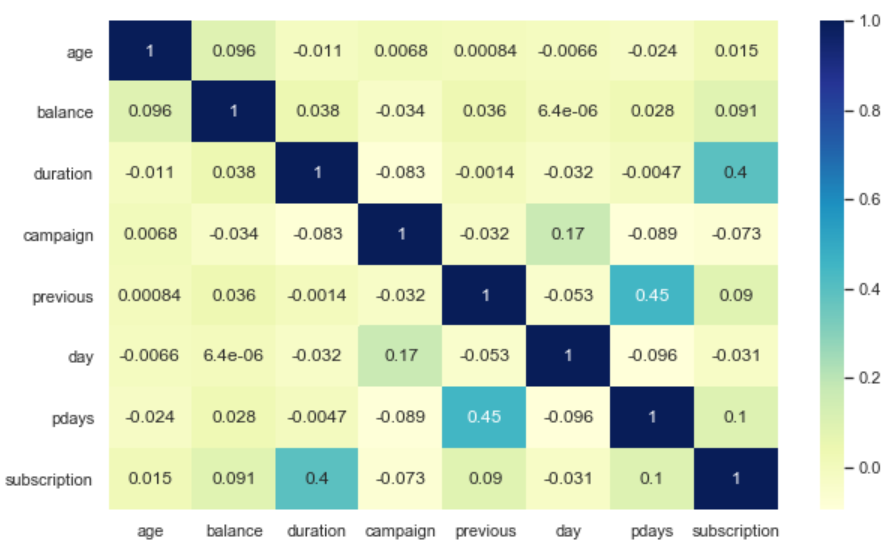 age 1 0.096 -0.011 0.0068 0.00084 -0.0066 -0.024 0.015
balance 0.096 1 0.038 -0.034 0.036 6.4e-06 0.028 0.091
duration -0.011 0.038 1 -0.083 -0.0014 -0.032 -0.0047 0.4
campaign 0.0068 -0.034 -0.083 1 -0.032 0.17 -0.089 -0.073
previous 0.00084 0.036 -0.0014 -0.032 1 -0.053 0.45 0.09
day -0.0066 6.4e-06 -0.032 0.17 -0.053 1 -0.096 -0.031
pdays -0.024 0.028 -0.0047 -0.089 0.45 -0.096 1 0.1
subscription 0.015 0.091 0.4 -0.073 0.09 -0.031 0.1 1
age balance duration campaign previous day pdays subscription
1.0
0.8
0.6
0.4
0.2
0.0